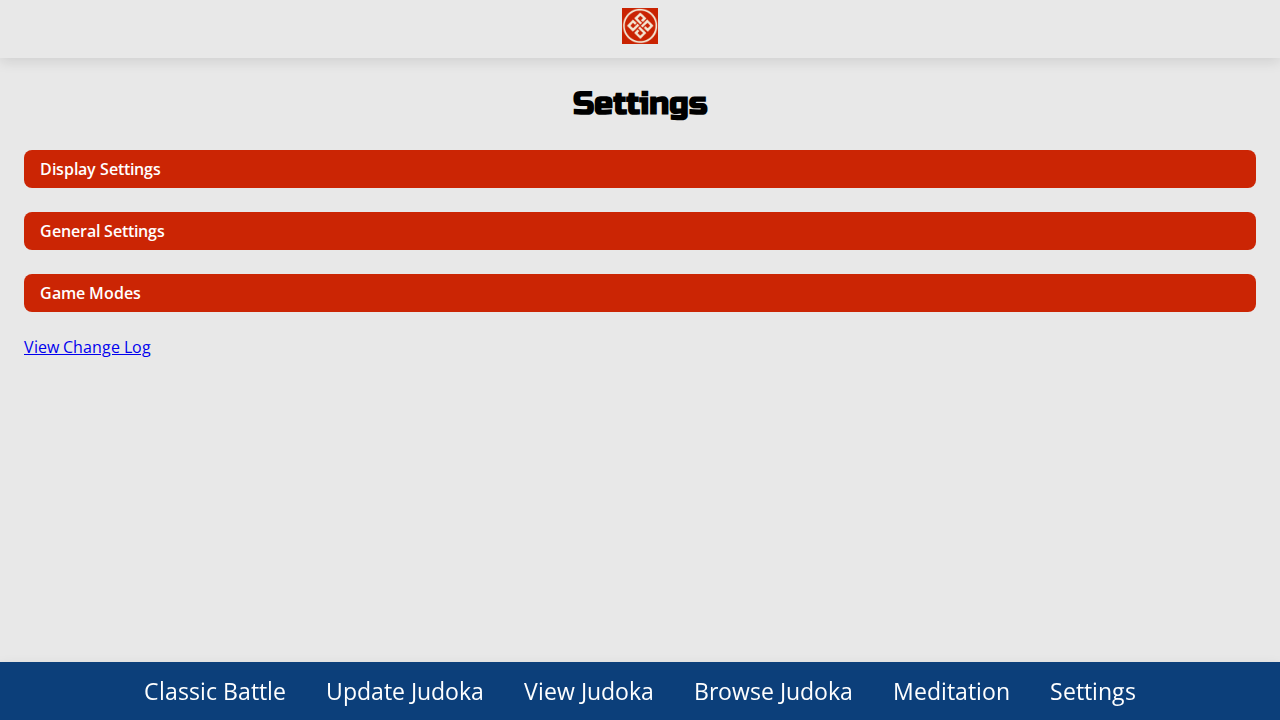 Settings
Display Settings
General Settings
Game Modes
View Change Log
Classic Battle Update Judoka View Judoka Browse Judoka Meditation Settings